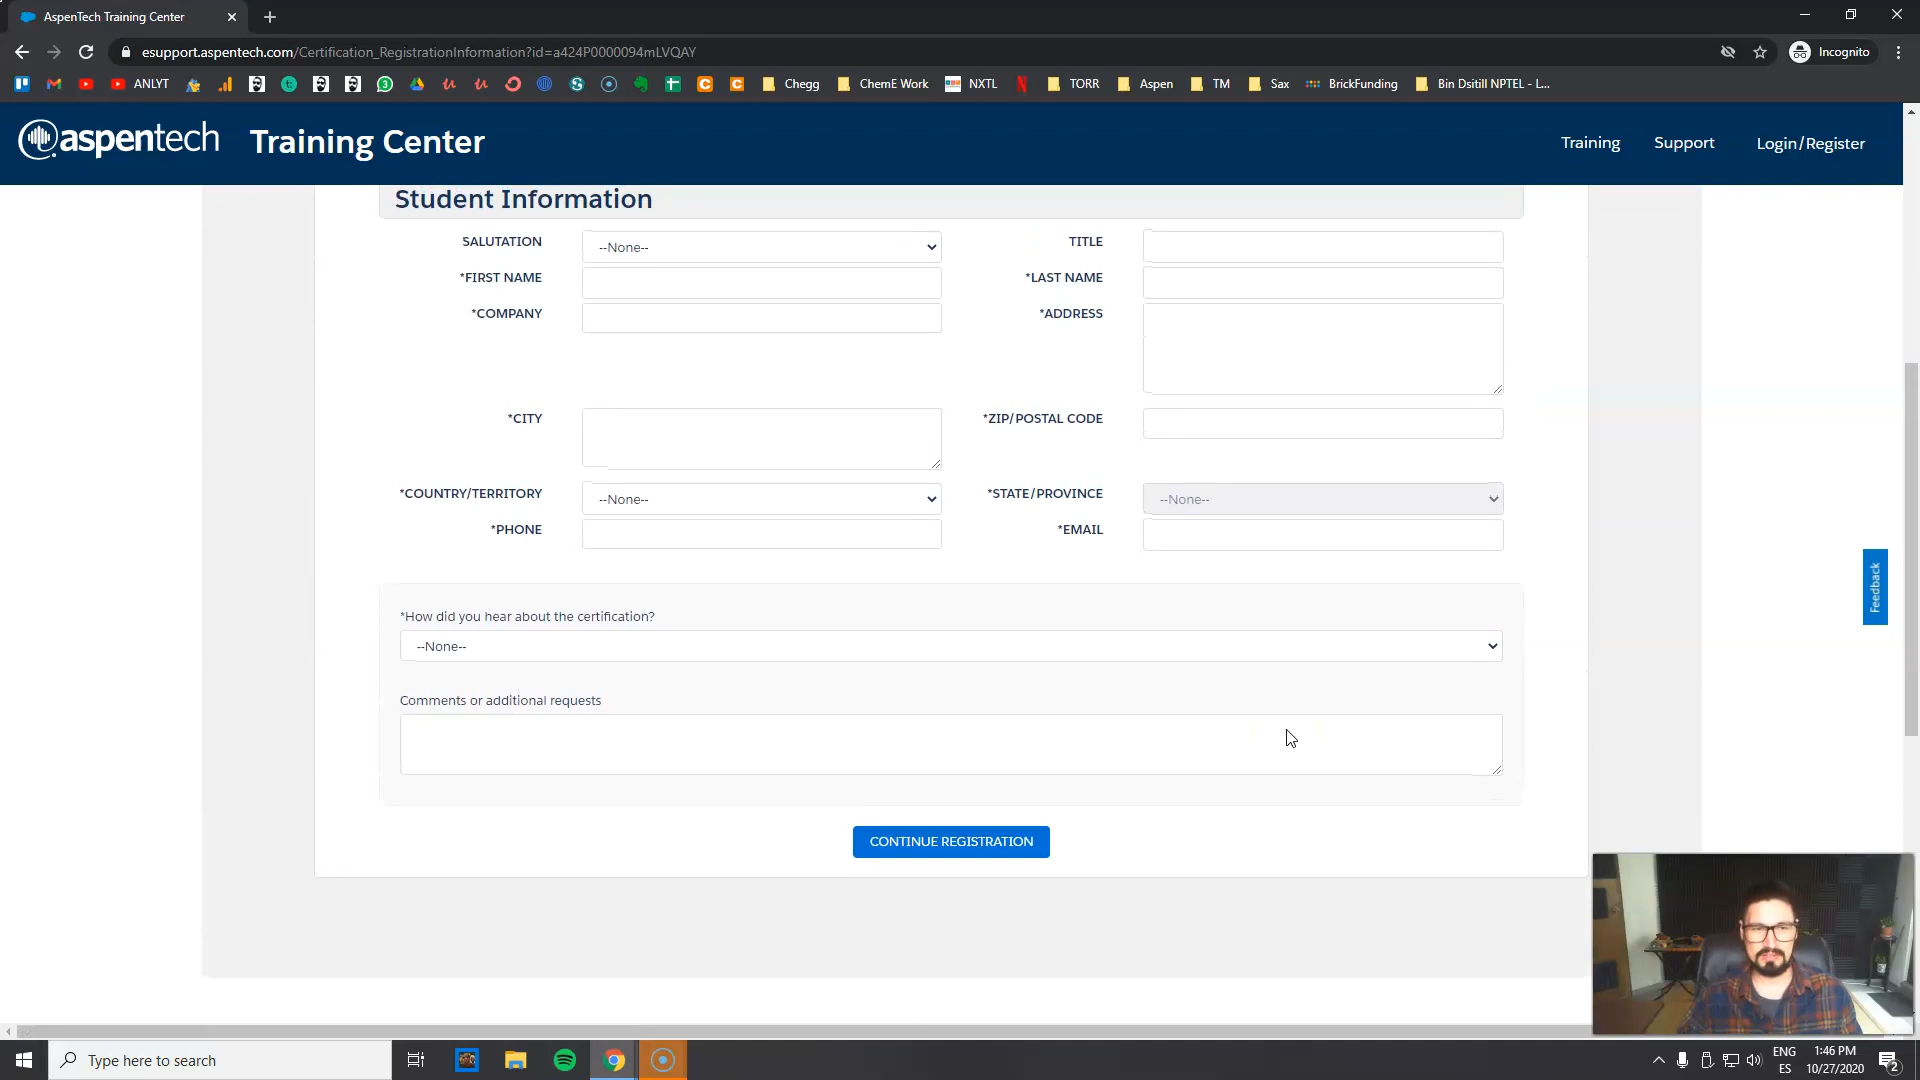 AspenTech Training Center
esupport.aspentech.com/Certification_RegistrationInformation?id=a424P0000094mLVQAY
Incognito
ANLYT
Chegg
ChemE Work
NXTL
TORR
Aspen
TM
Sax
BrickFunding
Bin Dsitill NPTEL - L...
aspentech Training Center
Training
Support
Login/Register
Student Information
SALUTATION
--None--
TITLE
*FIRST NAME
*LAST NAME
*COMPANY
*ADDRESS
*CITY
*ZIP/POSTAL CODE
*COUNTRY/TERRITORY
--None--
*STATE/PROVINCE
--None--
*PHONE
*EMAIL
Feedback
*How did you hear about the certification?
--None--
Comments or additional requests
CONTINUE REGISTRATION
Type here to search
ENG
ES
1:46 PM
10/27/2020
2